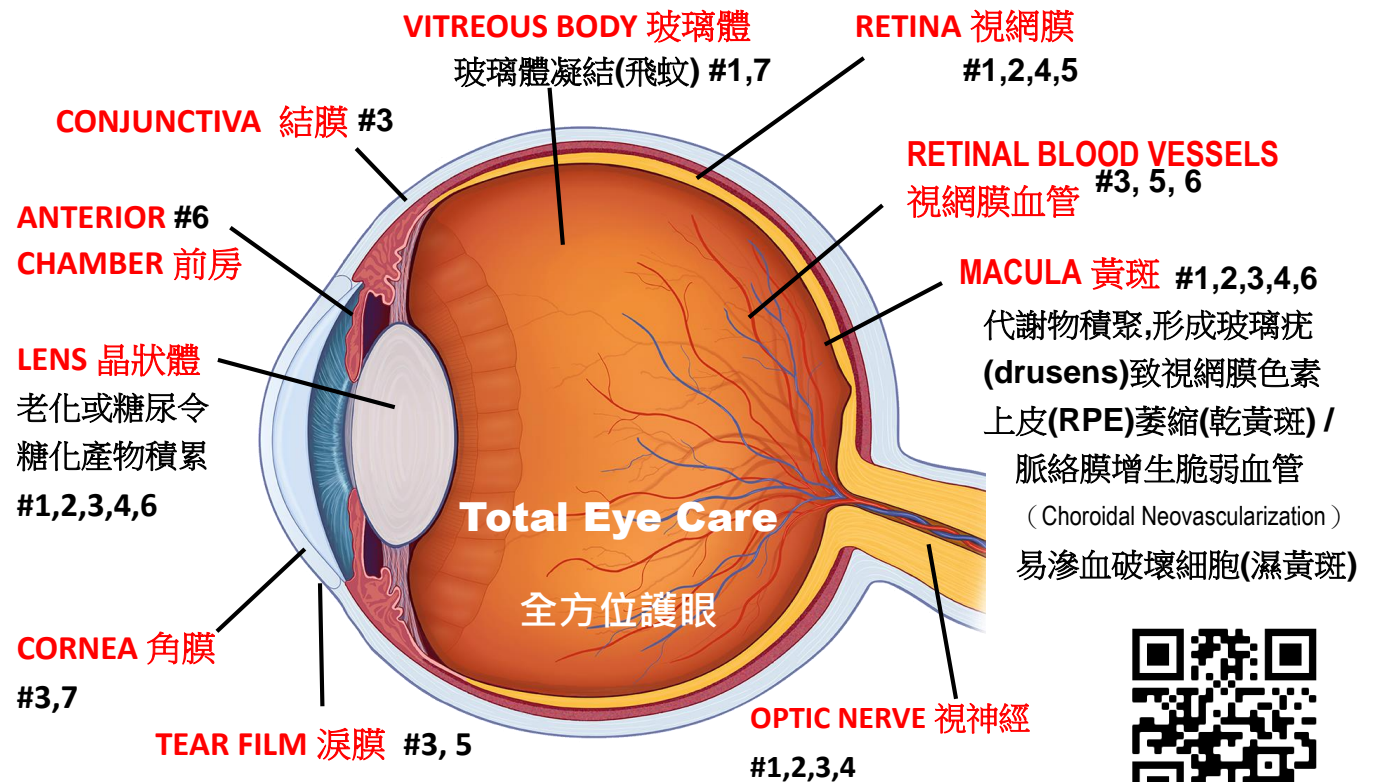 VITREOUS BODY 玻璃體
玻璃體凝結(飛蚊) #1,7
RETINA 視網膜
#1,2,4,5
CONJUNCTIVA 結膜 #3
RETINAL BLOOD VESSELS
視網膜血管 #3, 5, 6
ANTERIOR #6
CHAMBER 前房
MACULA 黃斑 #1,2,3,4,6
代謝物積聚,形成玻璃疣
(drusens)致視網膜色素
上皮(RPE)萎縮(乾黃斑) /
脈絡膜增生脆弱血管
（Choroidal Neovascularization）
易滲血破壞細胞(濕黃斑)
LENS 晶狀體
老化或糖尿令
糖化產物積累
#1,2,3,4,6
Total Eye Care
全方位護眼
CORNEA 角膜
#3,7
TEAR FILM 淚膜 #3, 5
OPTIC NERVE 視神經
#1,2,3,4